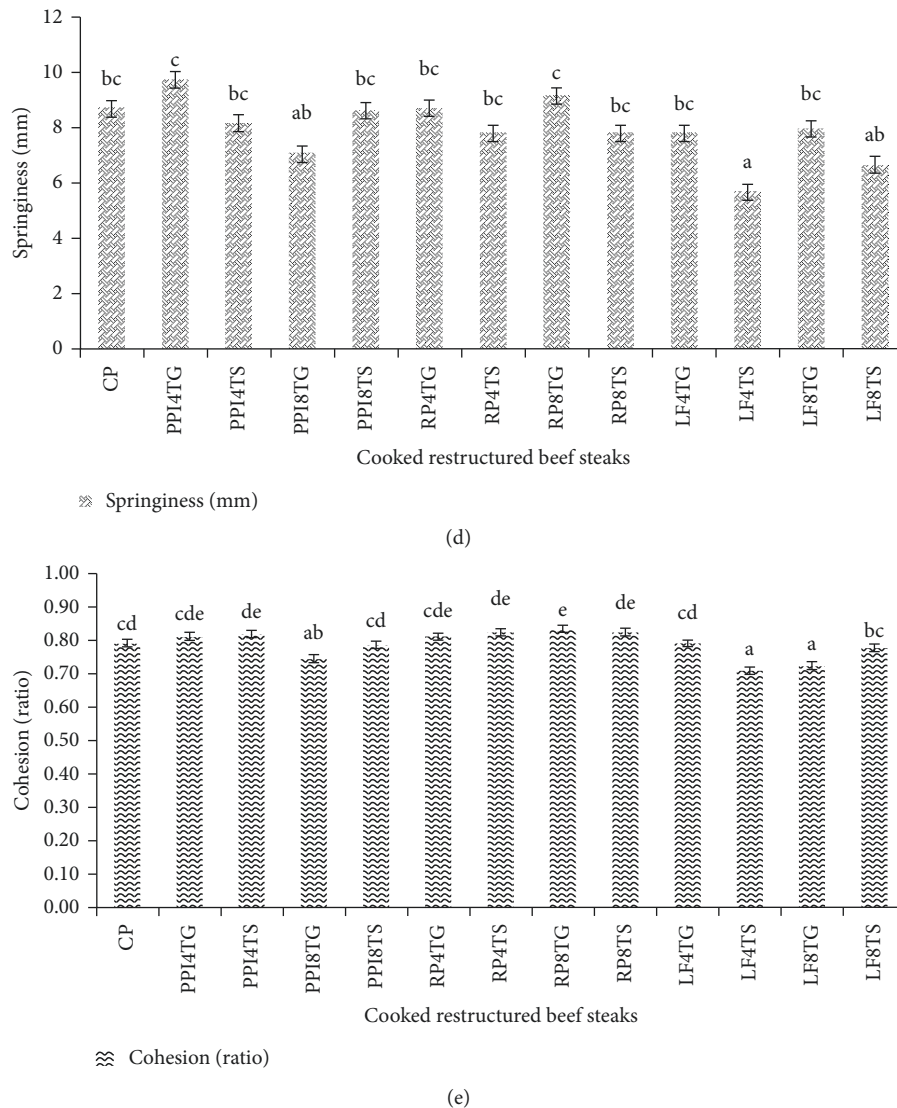 12
10
8
6
4
2
0
Springiness (mm)
bc c bc ab bc bc bc c bc bc a bc ab
CP PPI4TG PPI4TS PPI8TG PPI8TS RP4TG RP4TS RP8TG RP8TS LF4TG LF4TS LF8TG LF8TS
Cooked restructured beef steaks
Springiness (mm)
(d)
1.00
0.90
0.80
0.70
0.60
0.50
0.40
0.30
0.20
0.10
0.00
Cohesion (ratio)
cd cde de ab cd cde de e de cd a a bc
CP PPI4TG PPI4TS PPI8TG PPI8TS RP4TG RP4TS RP8TG RP8TS LF4TG LF4TS LF8TG LF8TS
Cooked restructured beef steaks
Cohesion (ratio)
(e)